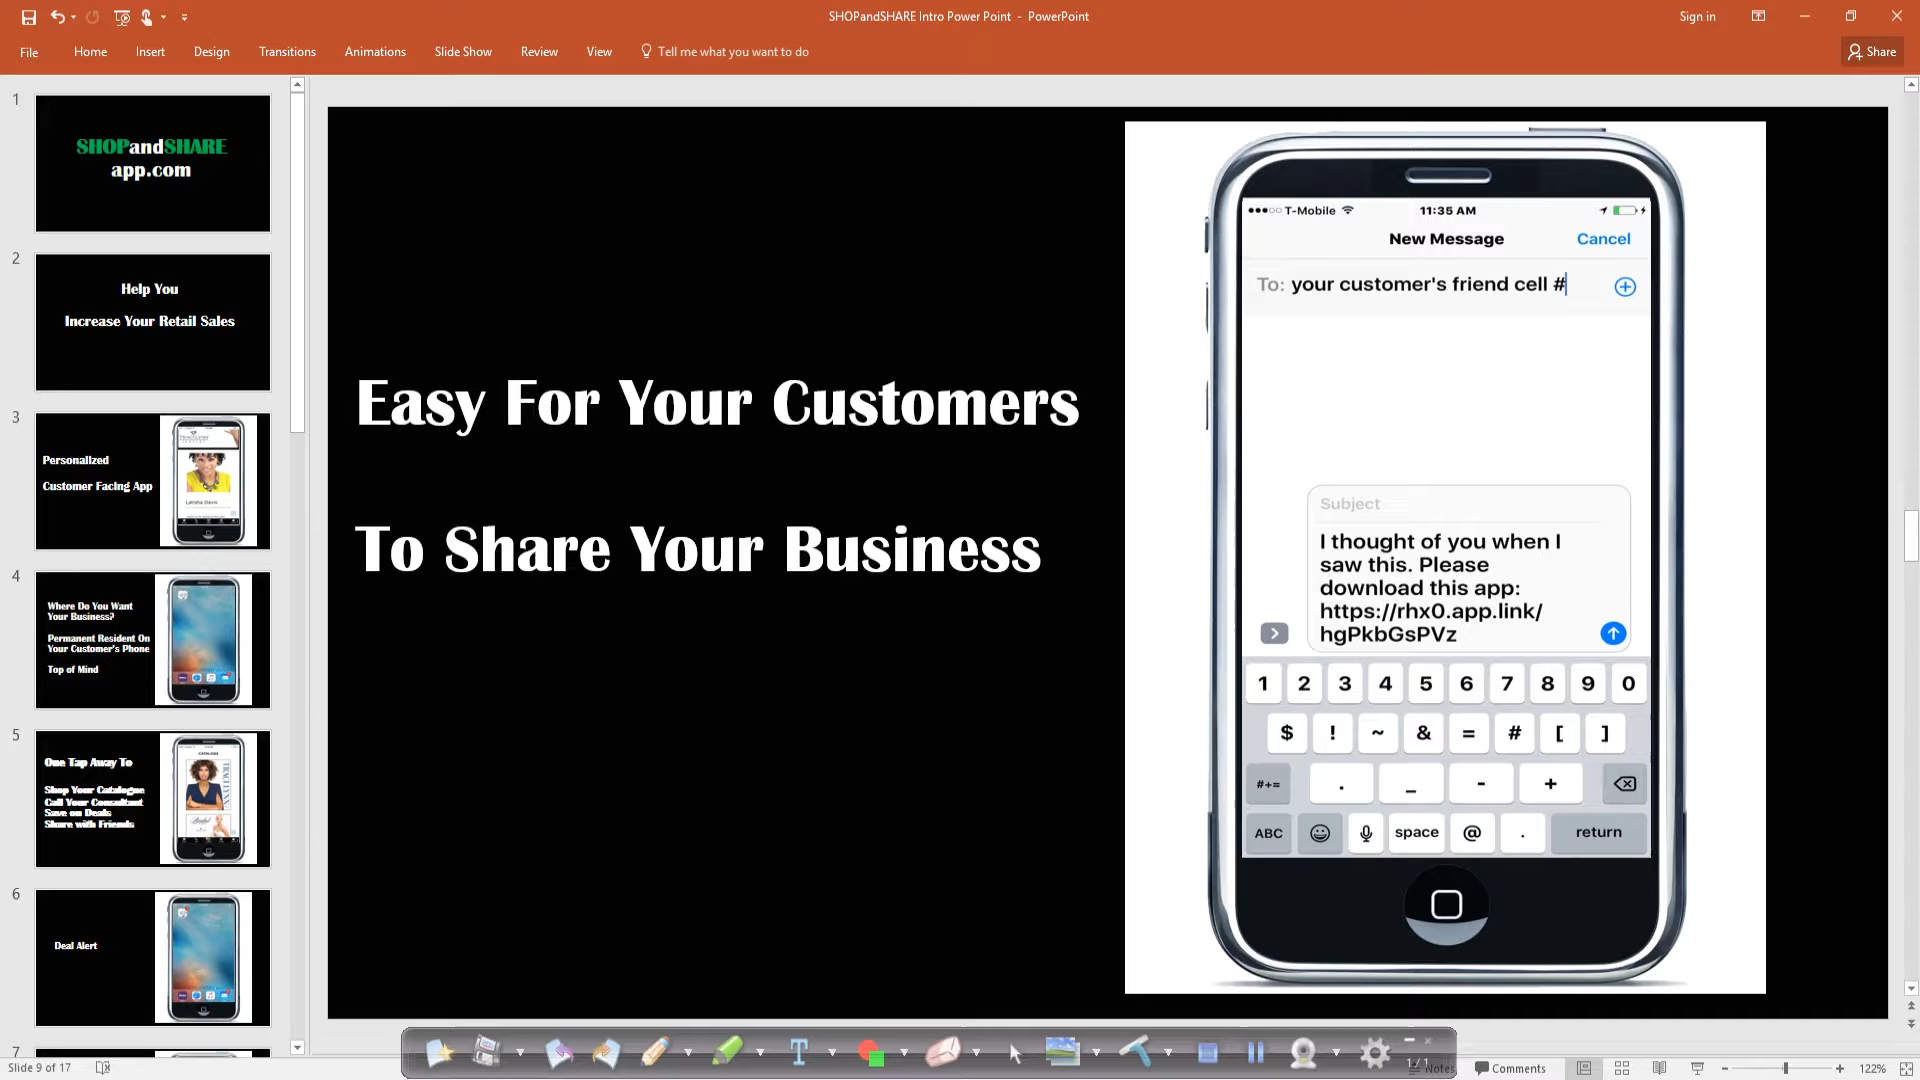 SHOPandSHARE Intro Power Point - PowerPoint
Sign in
File Home Insert Design Transitions Animations Slide Show Review View Tell me what you want to do
Share
1
SHOPandSHARE
app.com
2
Help You
Increase Your Retail Sales
3
Personalized
Customer Facing App
Latisha Davis
4
Where Do You Want
Your Business?
Permanent Resident On
Your Customer's Phone
Top of Mind
5
One Tap Away To
Shop Your Catalogue
Call Your Consultant
Save on Deals
Share with Friends
CATALOGS
6
Deal Alert
7
Easy For Your Customers
To Share Your Business
T-Mobile 11:35 AM
New Message Cancel
To: your customer's friend cell #
Subject
I thought of you when I
saw this. Please
download this app:
https://rhx0.app.link/
hgPkbGsPVz
1 2 3 4 5 6 7 8 9 0
$ ! ~ & = # [ ]
#+= . _ - +
ABC space @ . return
T
1 / 1
Slide 9 of 17
Notes
Comments
122%